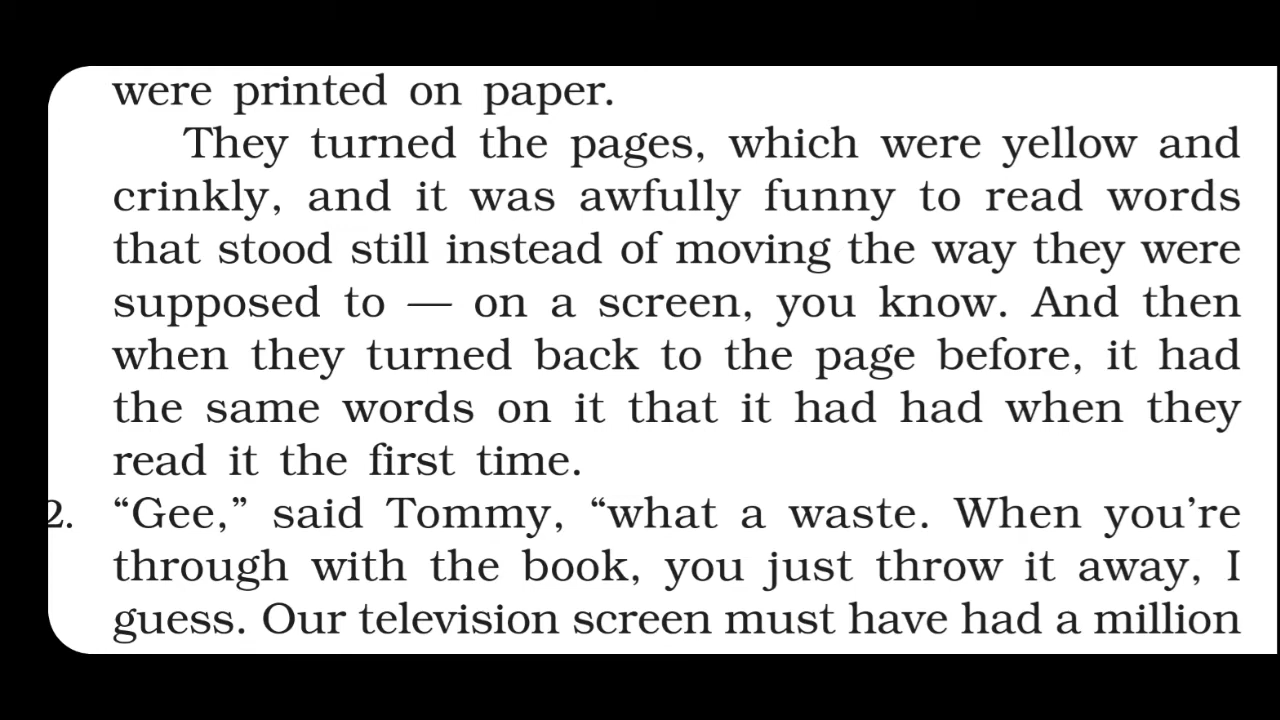 were printed on paper.
They turned the pages, which were yellow and
crinkly, and it was awfully funny to read words
that stood still instead of moving the way they were
supposed to — on a screen, you know. And then
when they turned back to the page before, it had
the same words on it that it had had when they
read it the first time.
2. “Gee,” said Tommy, “what a waste. When you’re
through with the book, you just throw it away, I
guess. Our television screen must have had a million